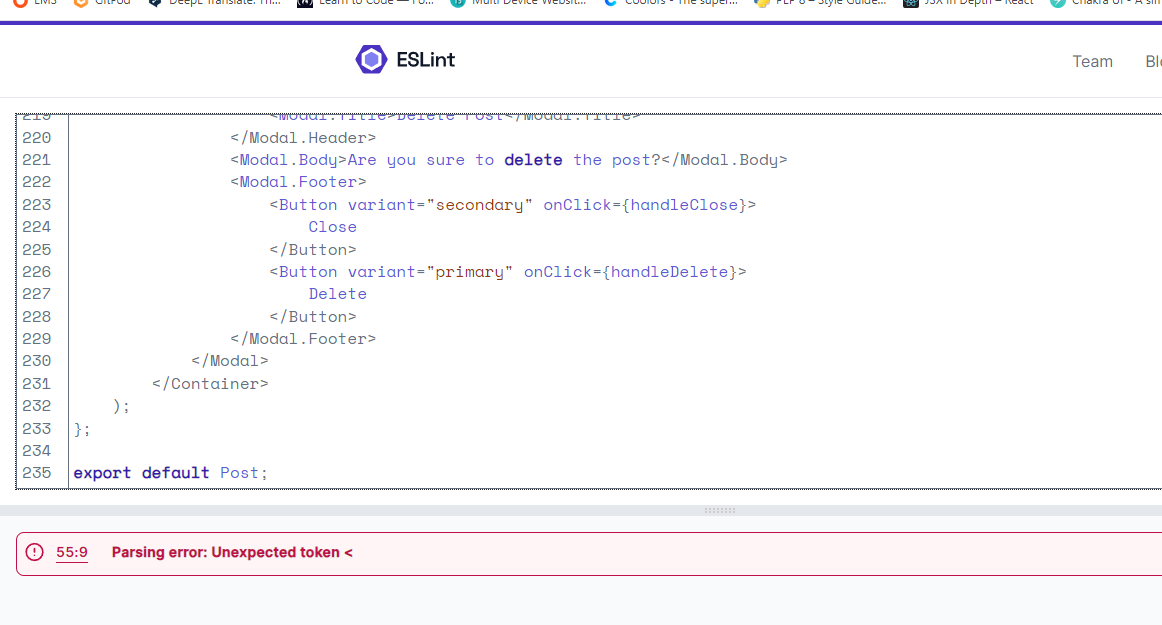 LMS GitPod DeepL Translate: Th... Learn to Code — Fo... Multi Device Websit... Coolors - The super... PEP 8 – Style Guide... JSX In Depth – React Chakra UI - A sim
ESLint Team Bl
219 <Modal.Title>Delete Post</Modal.Title>
220 </Modal.Header>
221 <Modal.Body>Are you sure to delete the post?</Modal.Body>
222 <Modal.Footer>
223 <Button variant="secondary" onClick={handleClose}>
224 Close
225 </Button>
226 <Button variant="primary" onClick={handleDelete}>
227 Delete
228 </Button>
229 </Modal.Footer>
230 </Modal>
231 </Container>
232 );
233 };
234
235 export default Post;
55:9 Parsing error: Unexpected token <